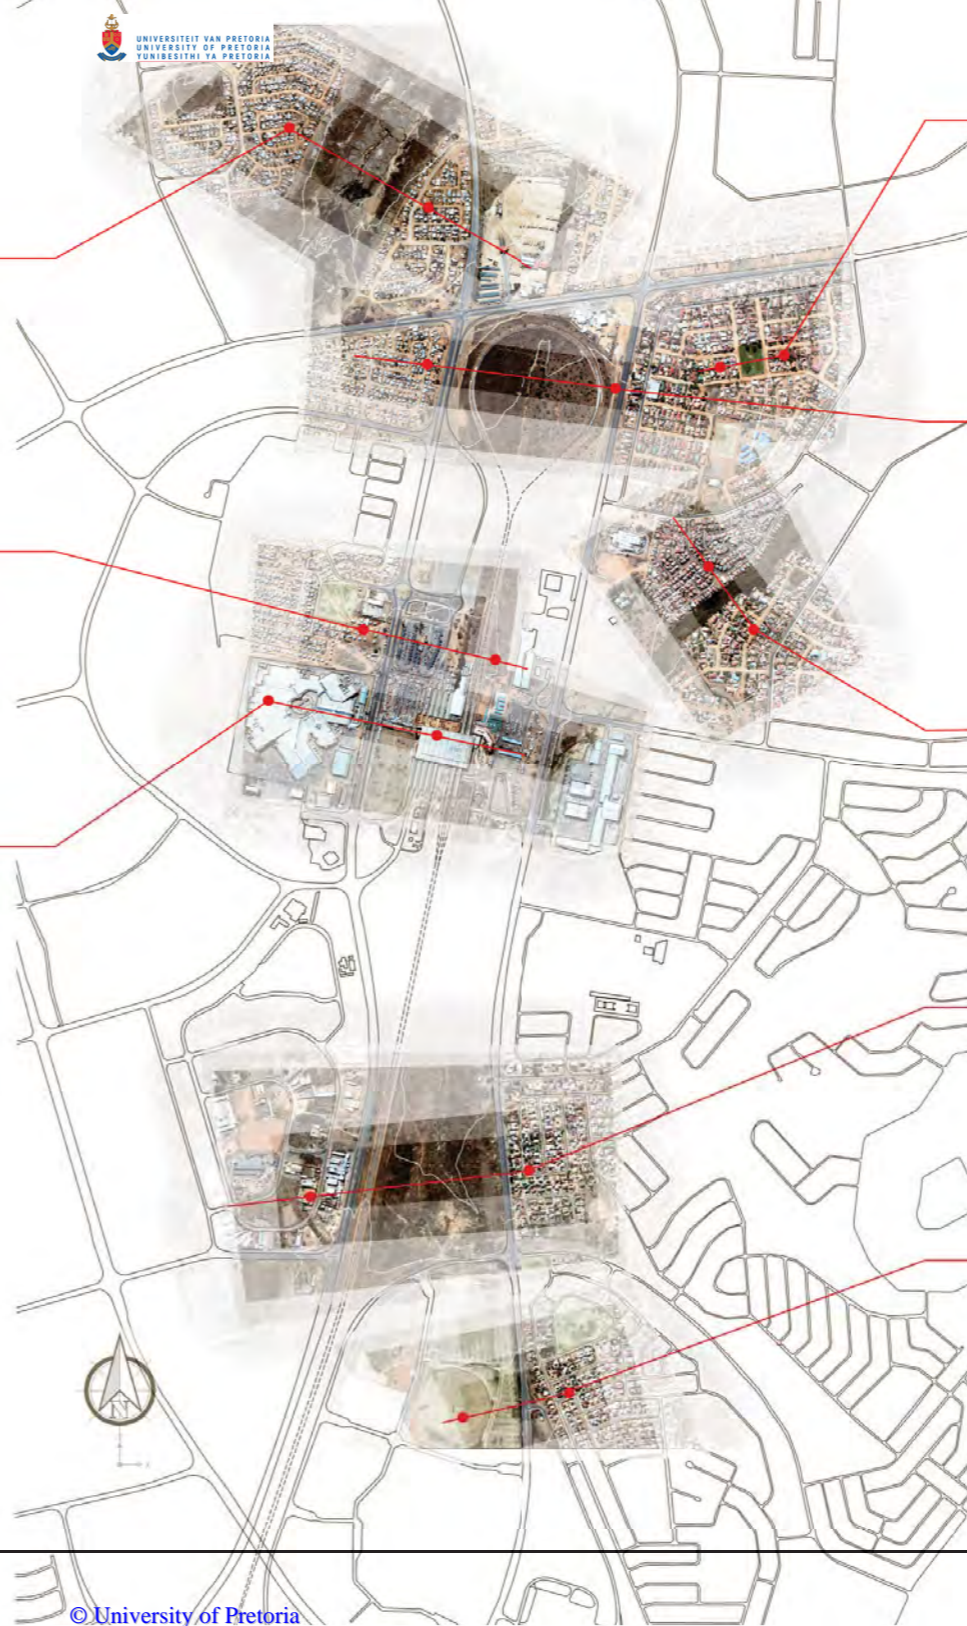 UNIVERSITEIT VAN PRETORIA
UNIVERSITY OF PRETORIA
YUNIBESITHI YA PRETORIA
N
© University of Pretoria